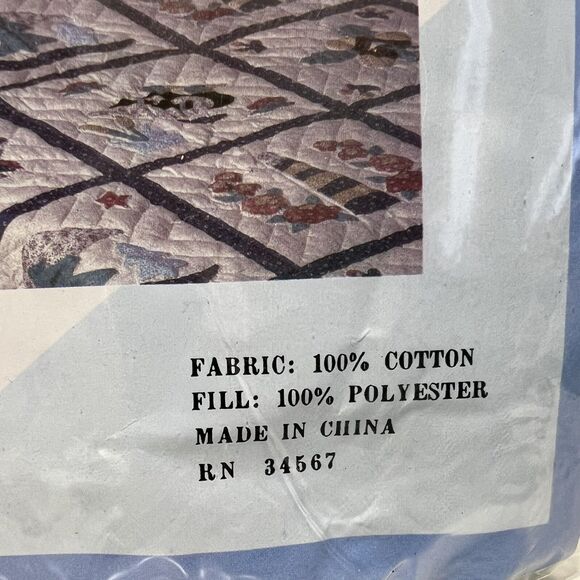 FABRIC: 100% COTTON
FILL: 100% POLYESTER
MADE IN CHINA
RN 34567